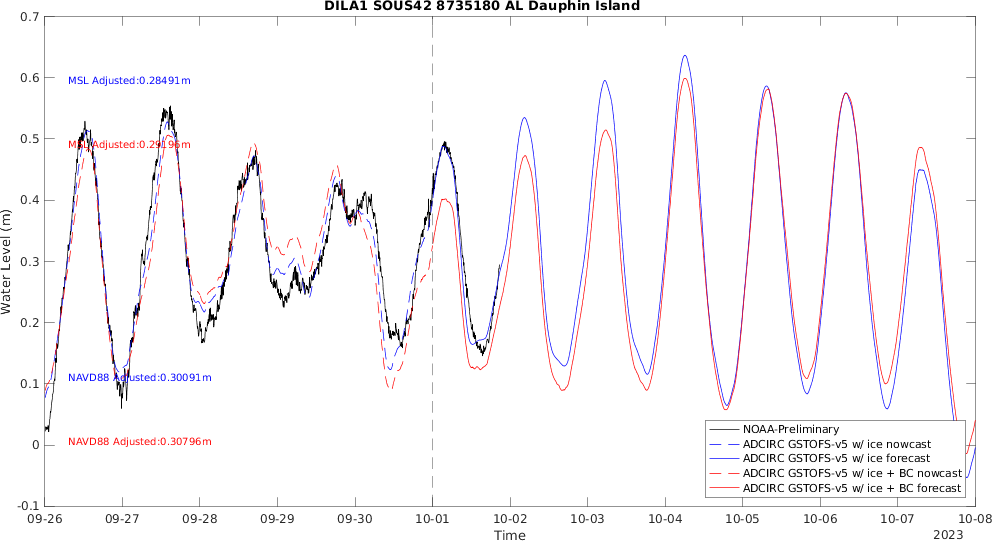 DILA1 SOUS42 8735180 AL Dauphin Island
0.7
0.6
0.5
0.4
0.3
0.2
0.1
0
-0.1
Water Level (m)
MSL Adjusted:0.28491m
MSL Adjusted:0.29196m
NAVD88 Adjusted:0.30091m
NAVD88 Adjusted:0.30796m
NOAA-Preliminary
ADCIRC GSTOFS-v5 w/ ice nowcast
ADCIRC GSTOFS-v5 w/ ice forecast
ADCIRC GSTOFS-v5 w/ ice + BC nowcast
ADCIRC GSTOFS-v5 w/ ice + BC forecast
09-26 09-27 09-28 09-29 09-30 10-01 10-02 10-03 10-04 10-05 10-06 10-07 10-08
Time
2023